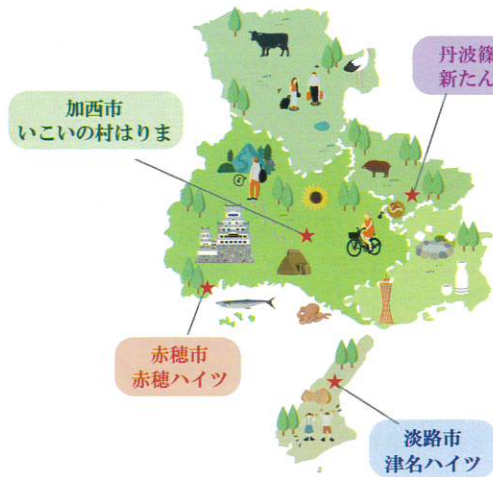 丹波篠
新たん
加西市
いこいの村はりま
赤穂市
赤穂ハイツ
淡路市
津名ハイツ